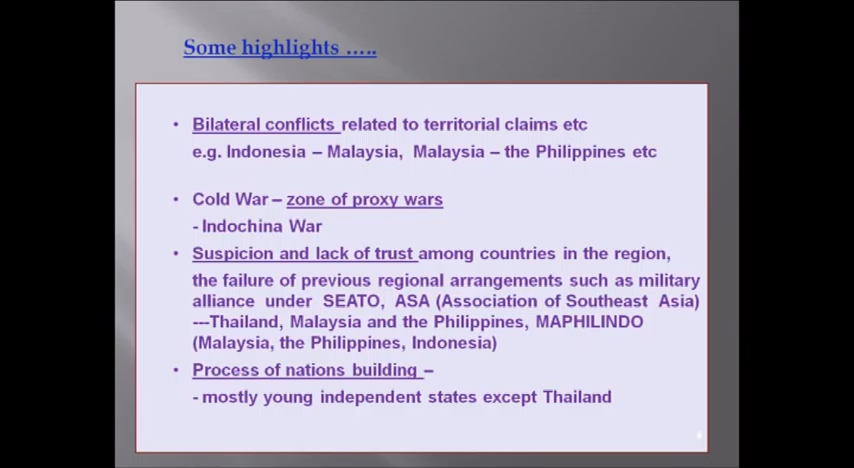 Some highlights .....
• Bilateral conflicts related to territorial claims etc
e.g. Indonesia – Malaysia, Malaysia – the Philippines etc
• Cold War – zone of proxy wars
- Indochina War
• Suspicion and lack of trust among countries in the region,
the failure of previous regional arrangements such as military
alliance under SEATO, ASA (Association of Southeast Asia)
---Thailand, Malaysia and the Philippines, MAPHILINDO
(Malaysia, the Philippines, Indonesia)
• Process of nations building –
- mostly young independent states except Thailand